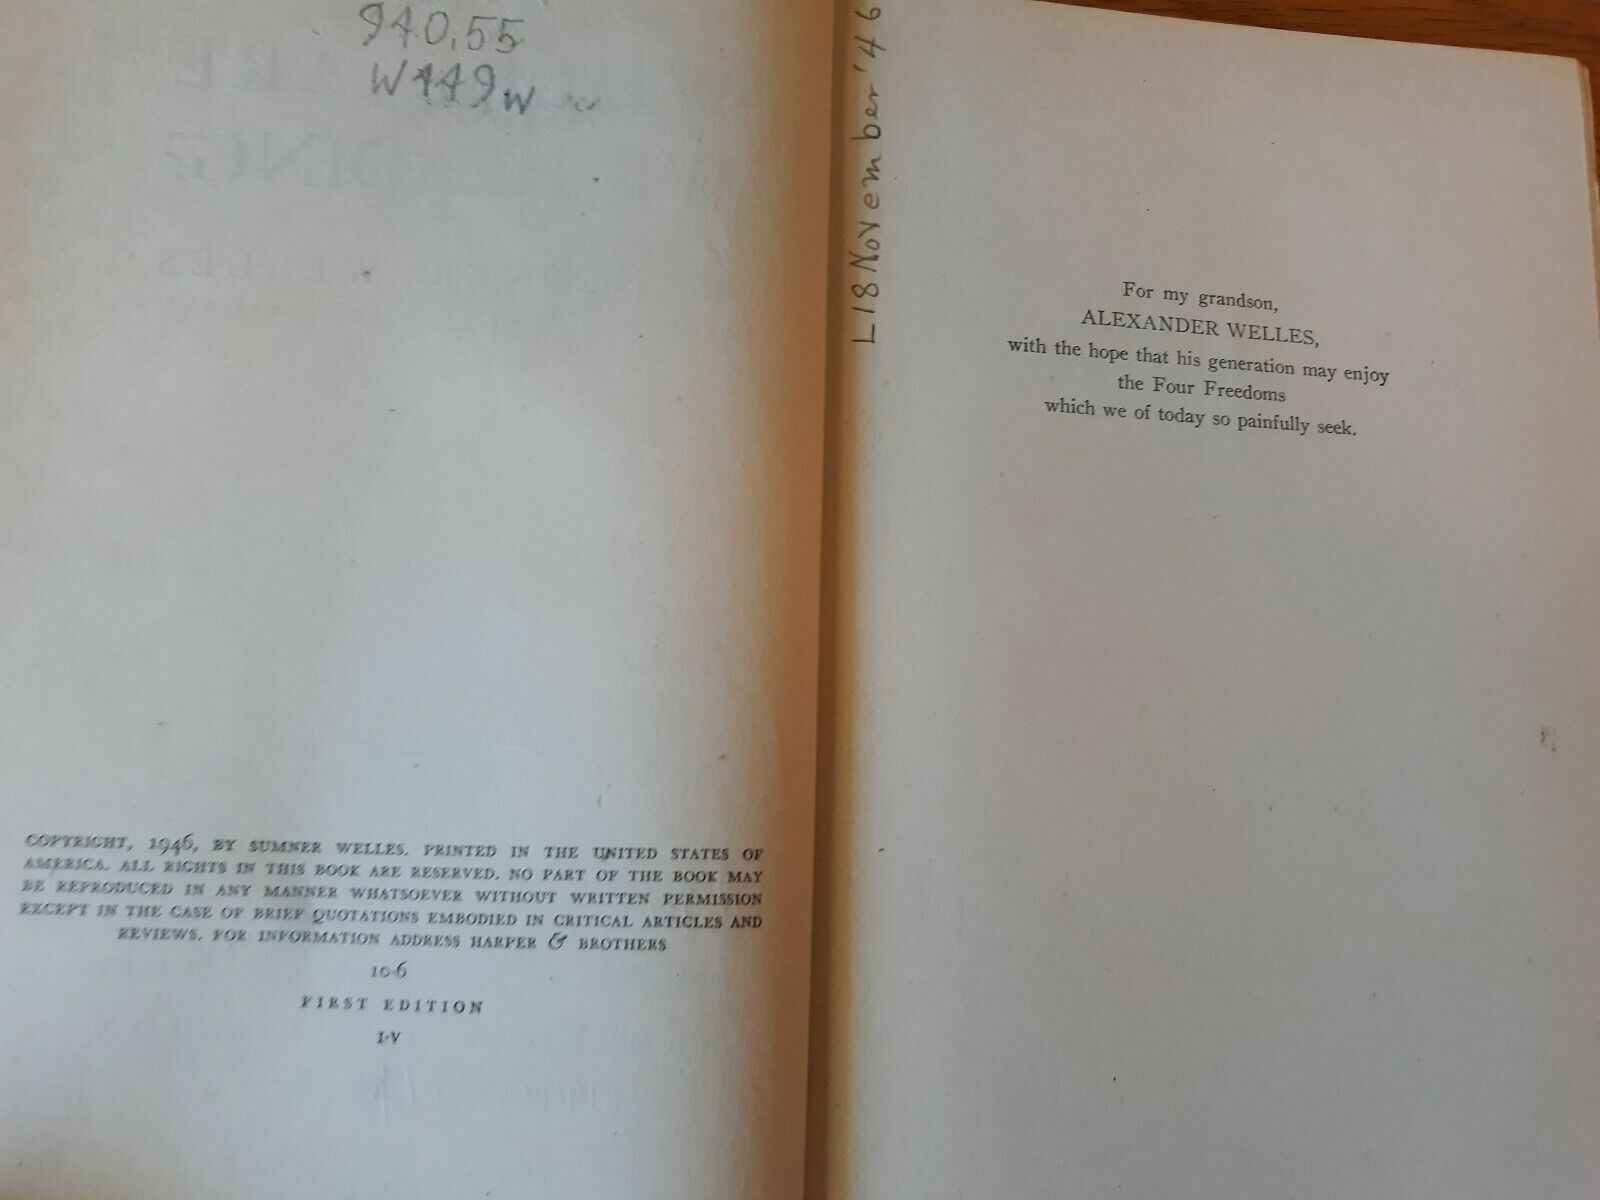 940.55
W449w
COPYRIGHT, 1946, BY SUMNER WELLES. PRINTED IN THE UNITED STATES OF
AMERICA. ALL RIGHTS IN THIS BOOK ARE RESERVED. NO PART OF THE BOOK MAY
BE REPRODUCED IN ANY MANNER WHATSOEVER WITHOUT WRITTEN PERMISSION
EXCEPT IN THE CASE OF BRIEF QUOTATIONS EMBODIED IN CRITICAL ARTICLES AND
REVIEWS. FOR INFORMATION ADDRESS HARPER & BROTHERS
10-6
FIRST EDITION
I-V
L18November '46
For my grandson,
ALEXANDER WELLES,
with the hope that his generation may enjoy
the Four Freedoms
which we of today so painfully seek.